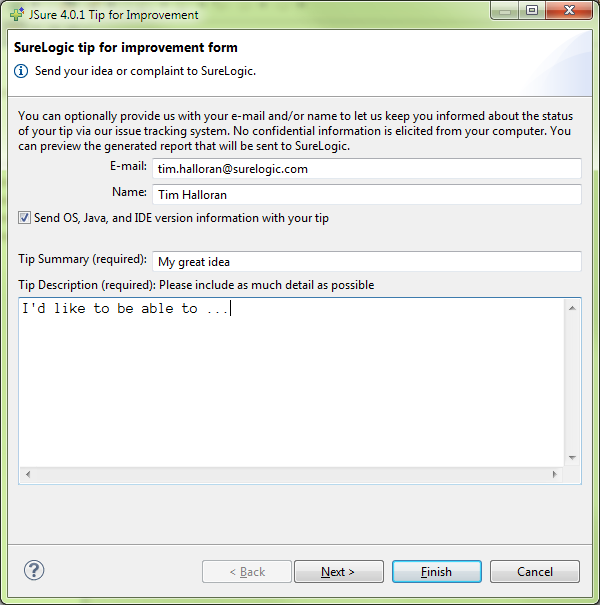 JSure 4.0.1 Tip for Improvement
SureLogic tip for improvement form
Send your idea or complaint to SureLogic.
You can optionally provide us with your e-mail and/or name to let us keep you informed about the status
of your tip via our issue tracking system. No confidential information is elicited from your computer. You
can preview the generated report that will be sent to SureLogic.
E-mail: tim.halloran@surelogic.com
Name: Tim Halloran
Send OS, Java, and IDE version information with your tip
Tip Summary (required): My great idea
Tip Description (required): Please include as much detail as possible
I'd like to be able to ...
? < Back Next > Finish Cancel